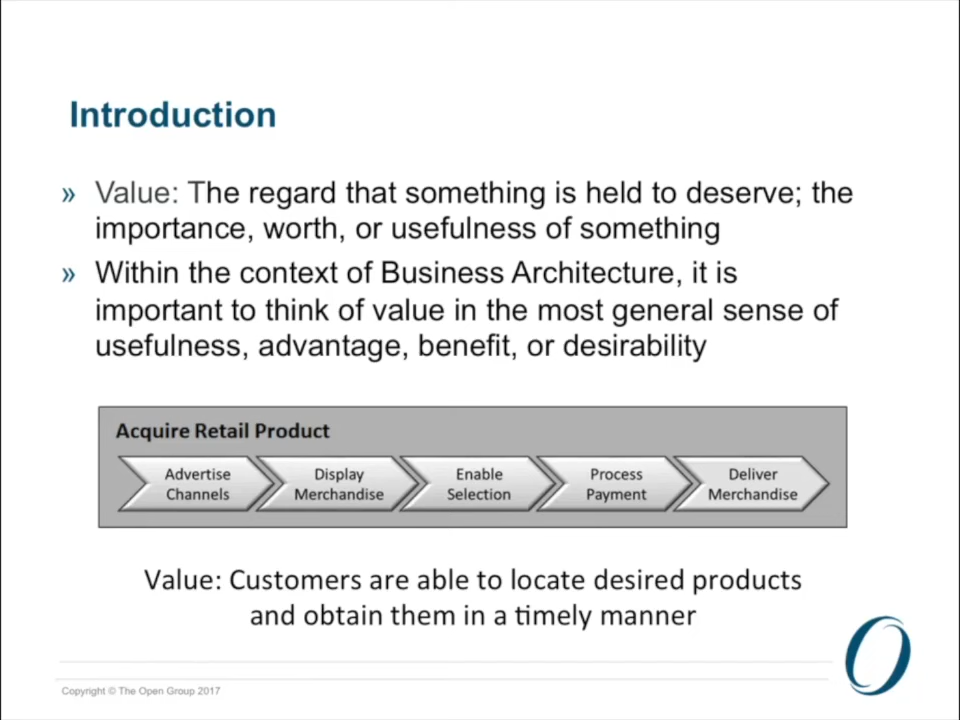 Introduction
» Value: The regard that something is held to deserve; the
importance, worth, or usefulness of something
» Within the context of Business Architecture, it is
important to think of value in the most general sense of
usefulness, advantage, benefit, or desirability
Acquire Retail Product
Advertise
Channels
Display
Merchandise
Enable
Selection
Process
Payment
Deliver
Merchandise
Value: Customers are able to locate desired products
and obtain them in a timely manner
Copyright © The Open Group 2017